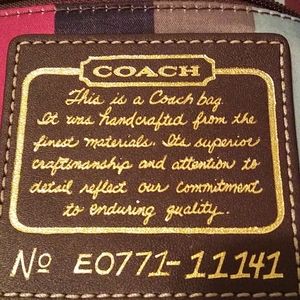 COACH
This is a Coach bag.
It was handcrafted from the
finest materials. Its superior
craftsmanship and attention to
detail reflect our commitment
to enduring quality.
Nº E0771-11141